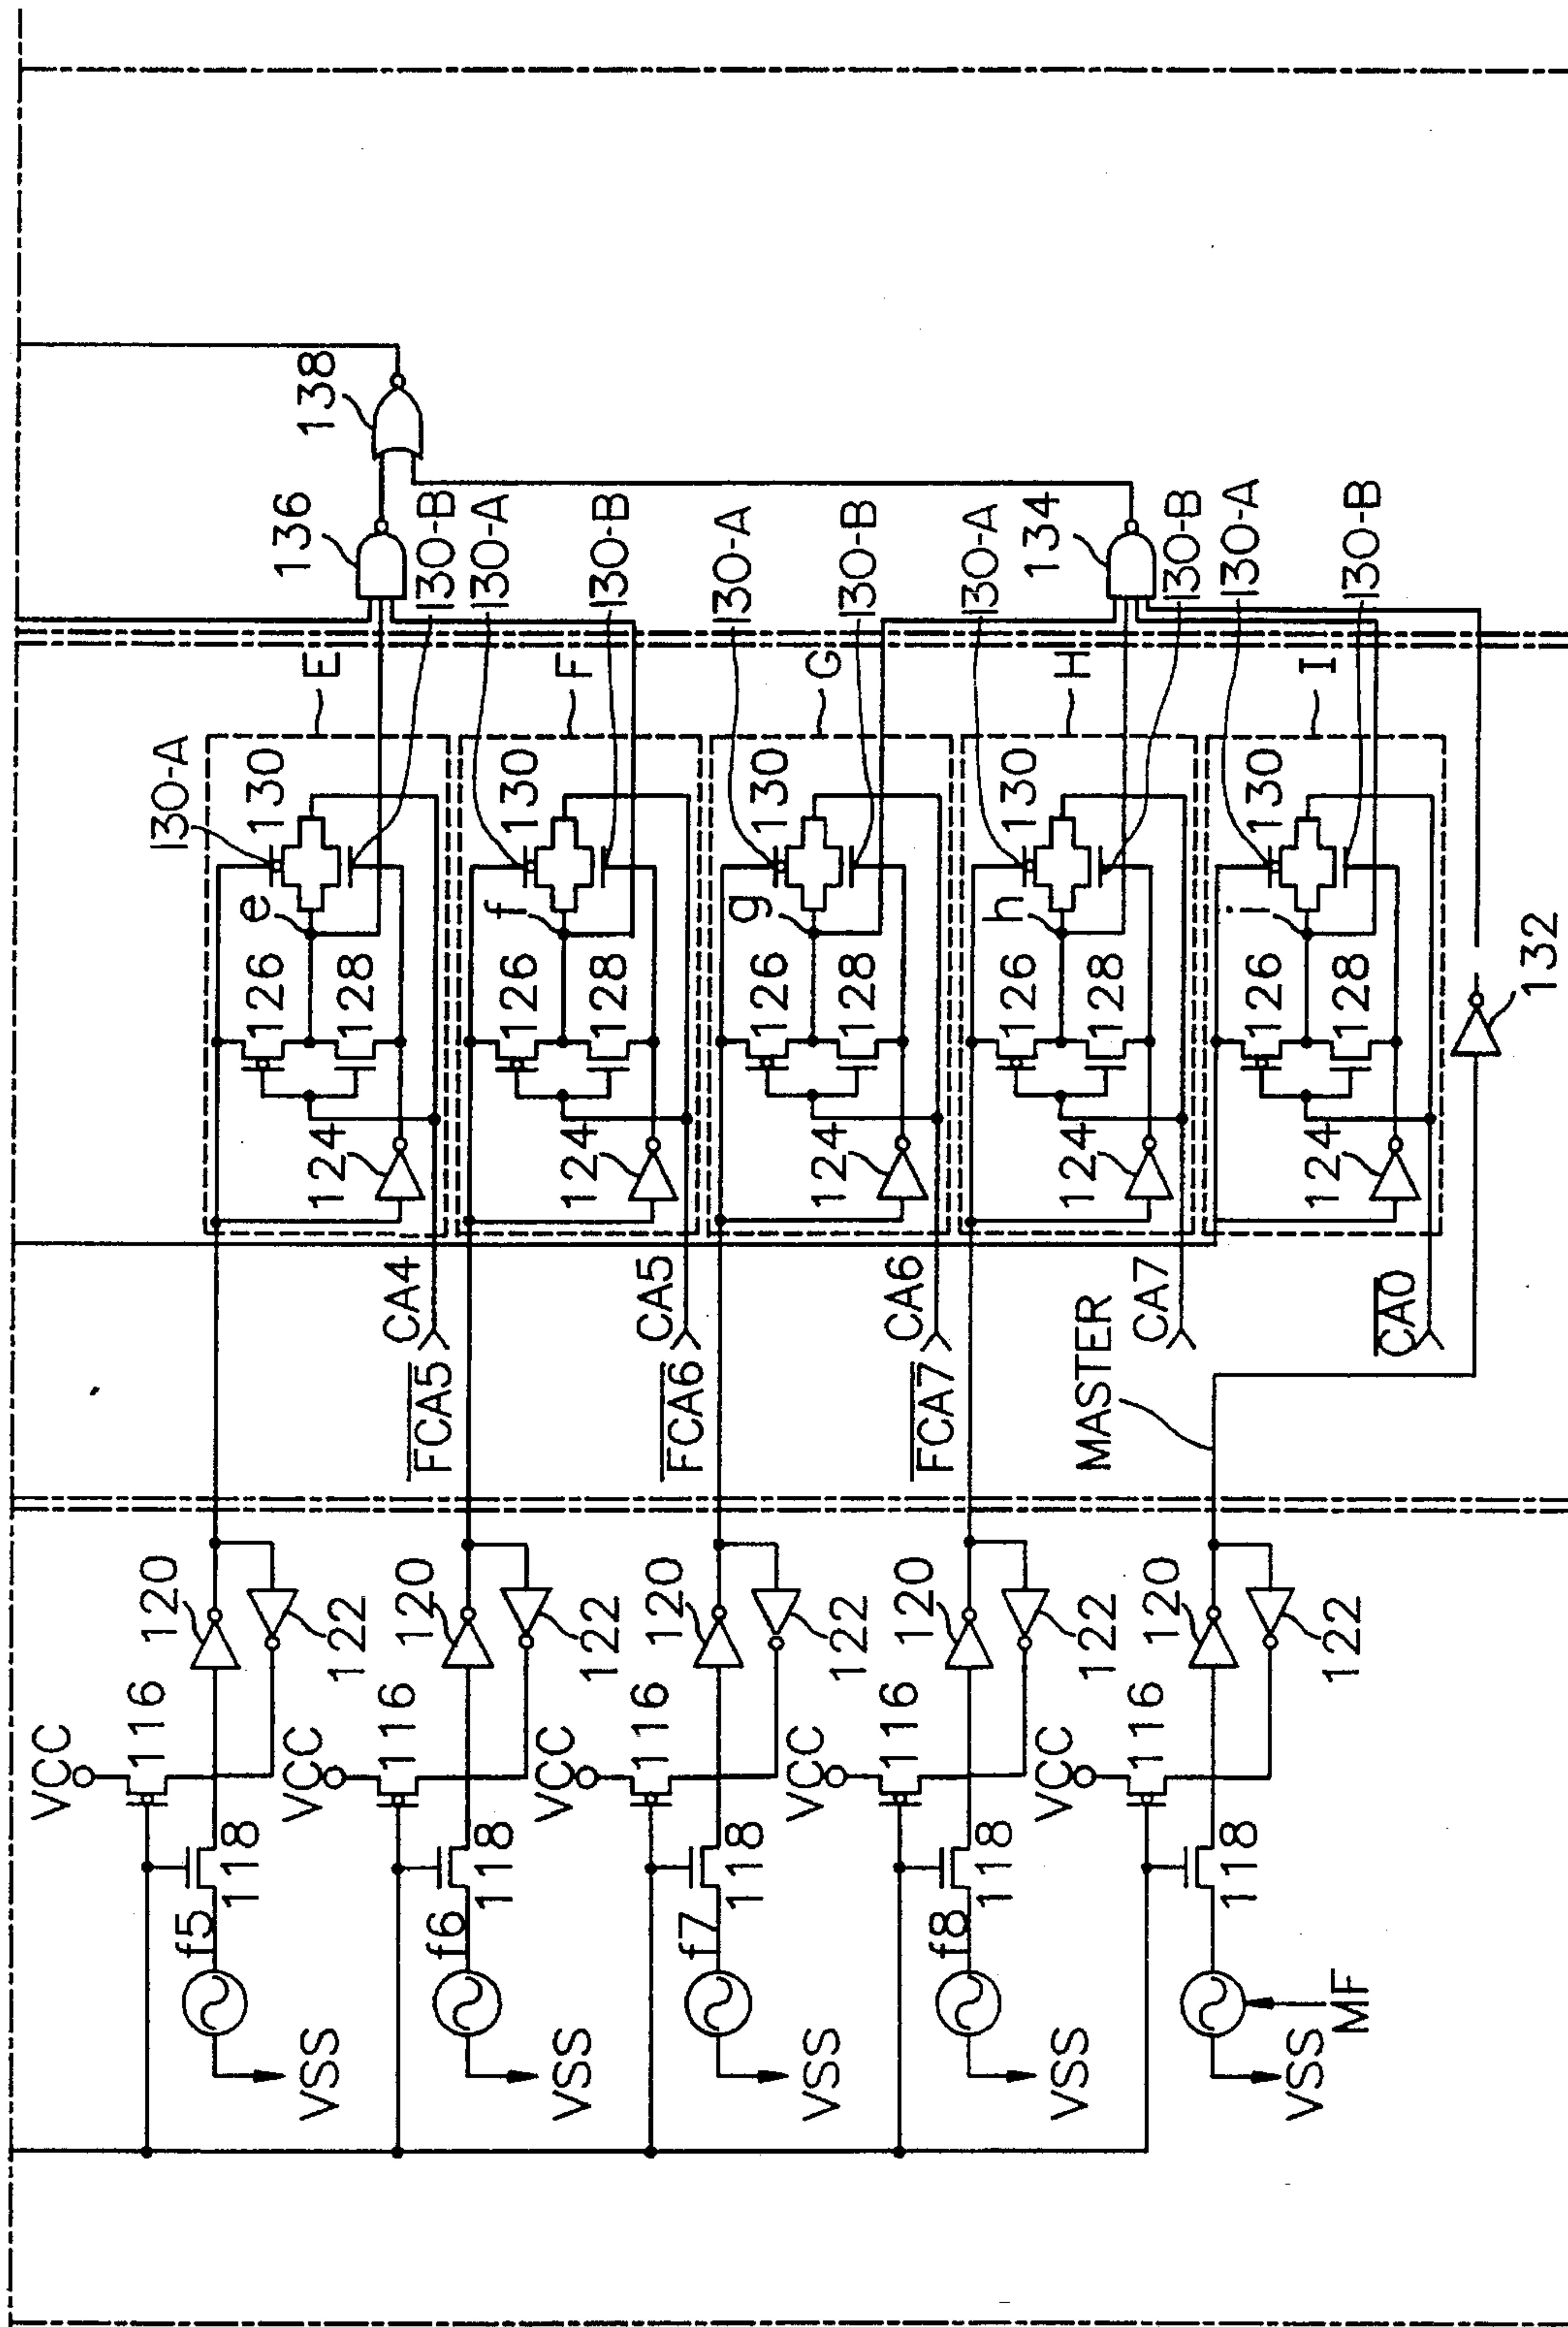 VCC
116
120
f5
118
122
VSS
130-A
126
130
e
128
124
E
CA4
136
138
130-B
FCA5
VCC
116
120
f6
118
122
VSS
130-A
126
130
f
128
124
F
CA5
130-B
FCA6
VCC
116
120
f7
118
122
VSS
130-A
126
130
g
128
124
G
CA6
130-B
FCA7
VCC
116
120
f8
118
122
VSS
130-A
126
130
h
128
124
H
CA7
134
130-B
MASTER
VCC
116
120
118
122
VSS
MF
130-A
126
130
i
128
124
I
CA0
130-B
132